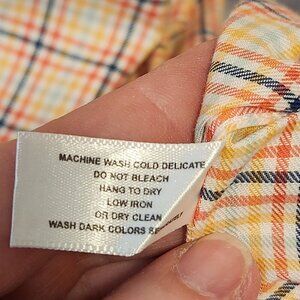 MACHINE WASH COLD DELICATE
DO NOT BLEACH
HANG TO DRY
LOW IRON
OR DRY CLEAN
WASH DARK COLORS